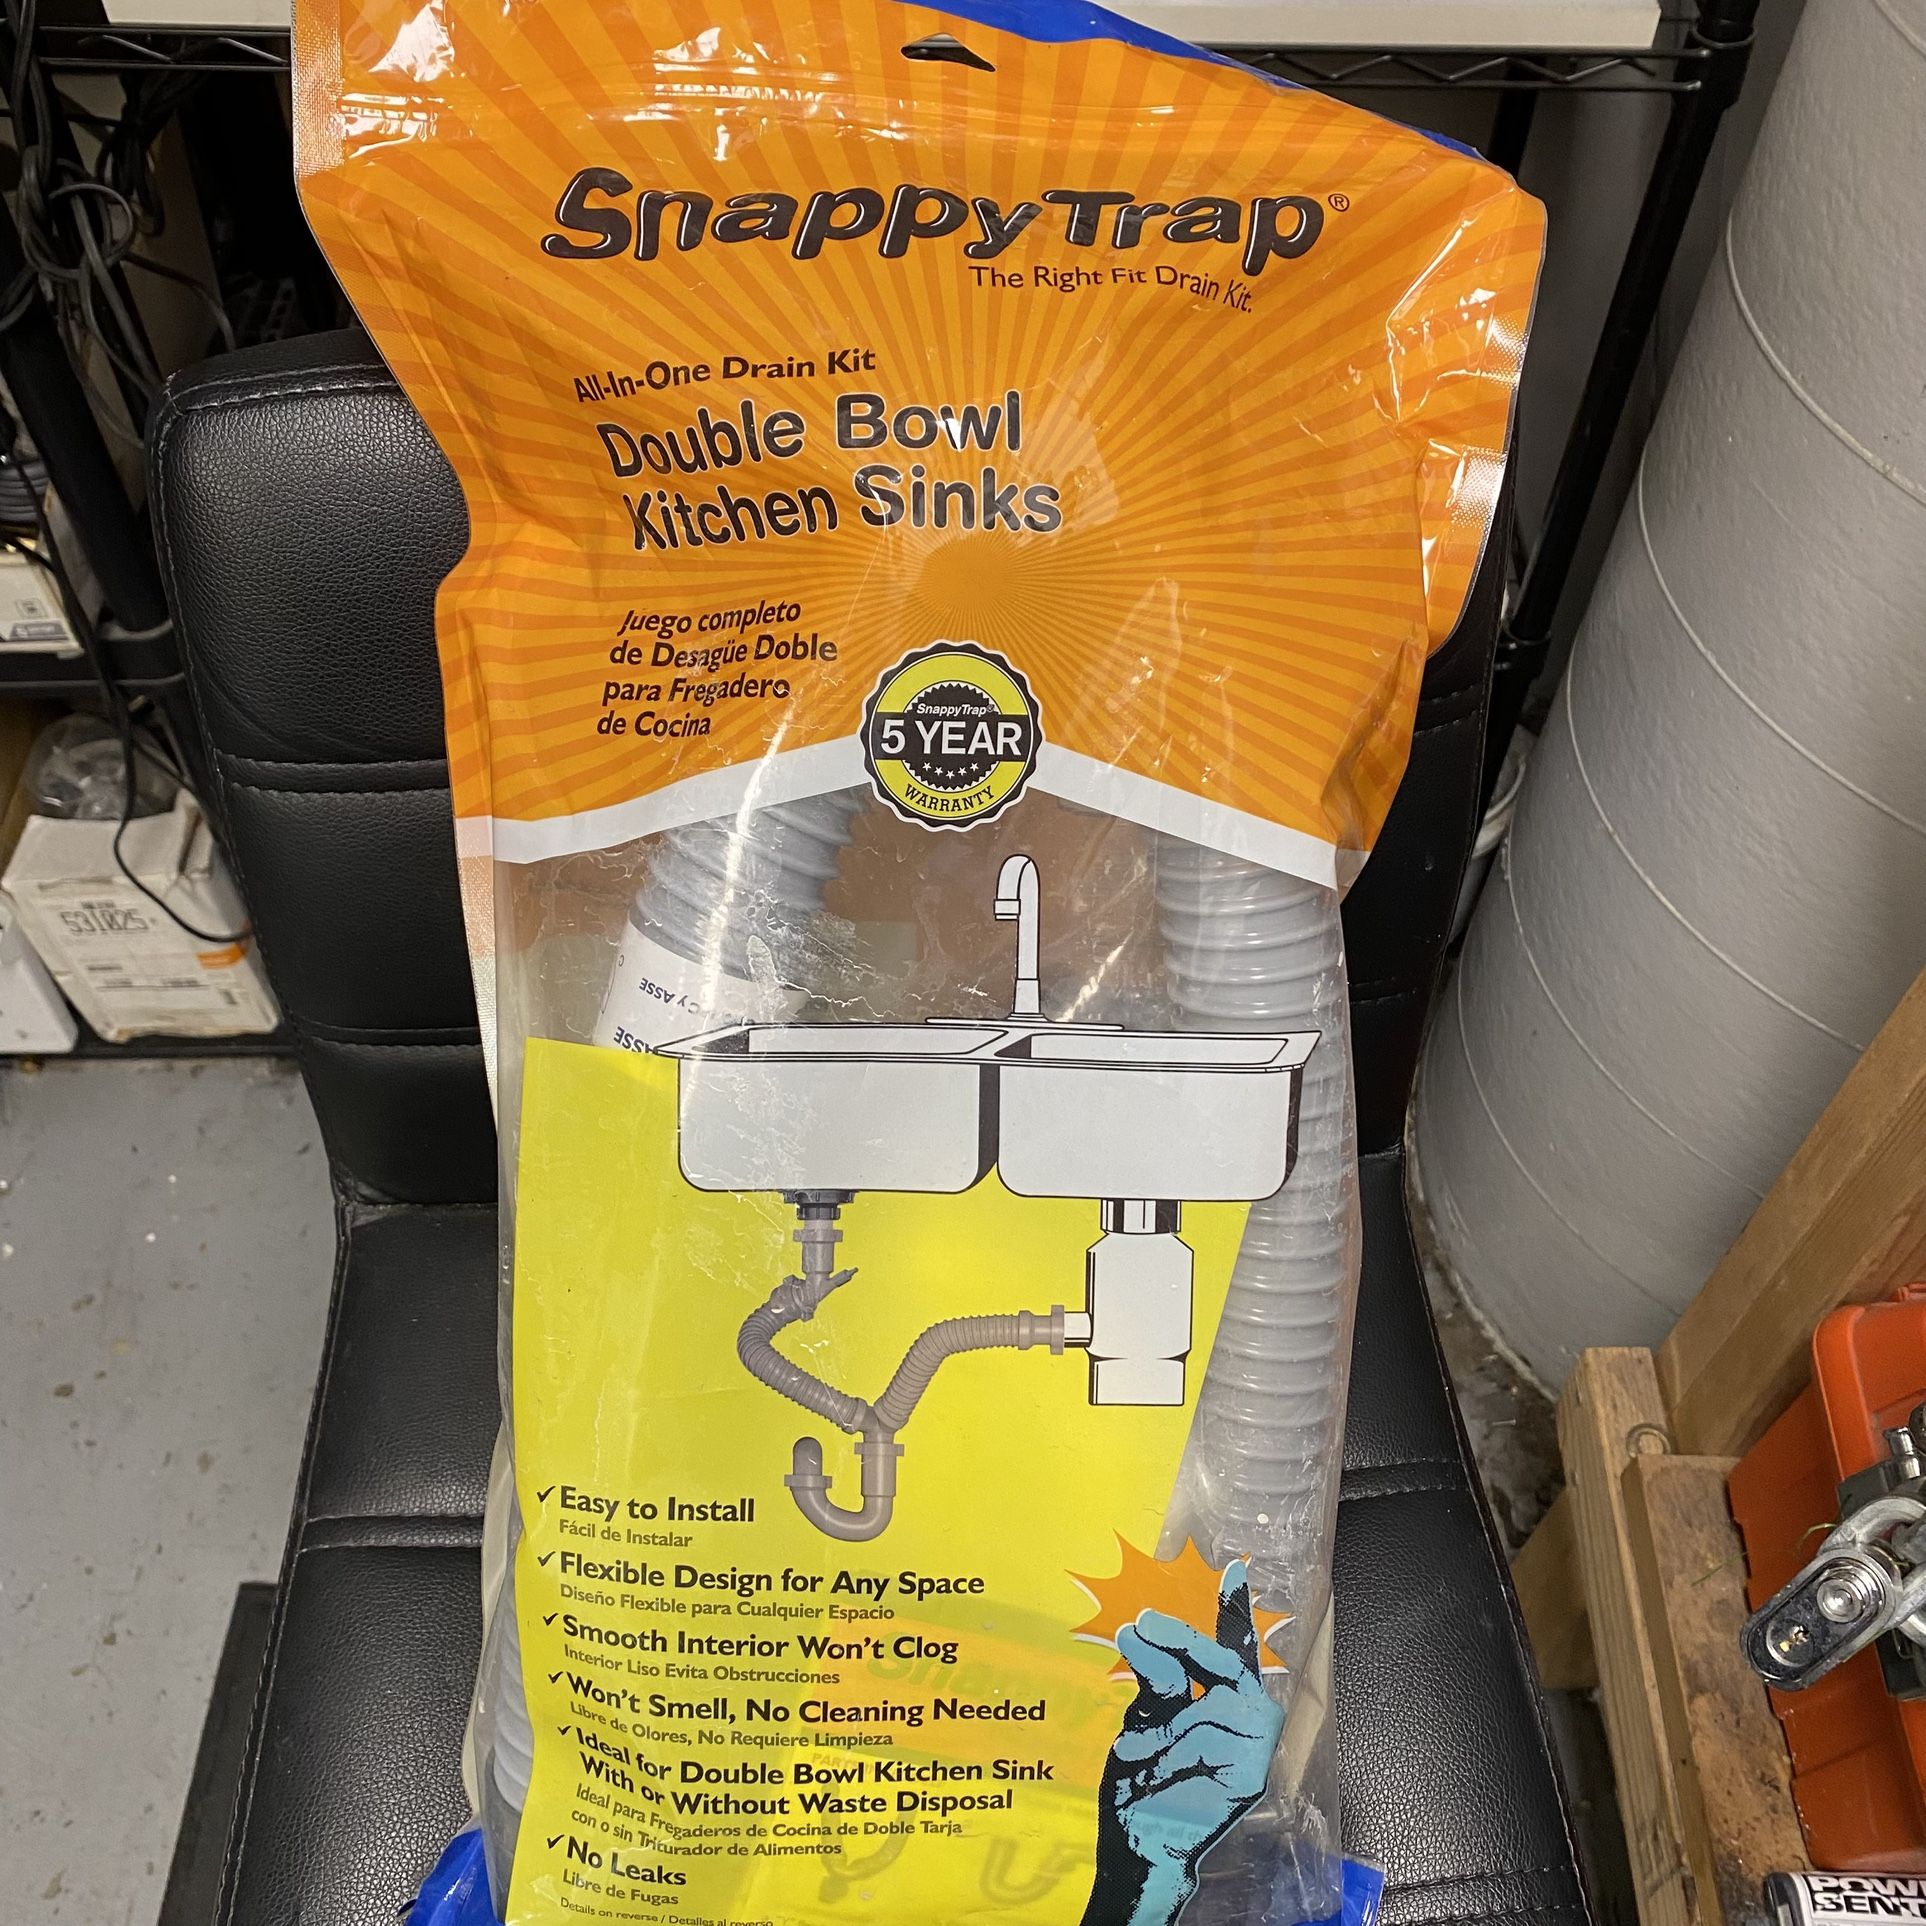 SnappyTrap®
The Right Fit Drain Kit.
All-In-One Drain Kit
Double Bowl
Kitchen Sinks
Juego completo
de Desagüe Doble
para Fregadero
de Cocina
SnappyTrap®
5 YEAR
WARRANTY
531025
ASSE
✓ Easy to Install
Fácil de Instalar
✓ Flexible Design for Any Space
Diseño Flexible para Cualquier Espacio
✓ Smooth Interior Won't Clog
Interior Liso Evita Obstrucciones
✓ Won't Smell, No Cleaning Needed
Libre de Olores, No Requiere Limpieza
✓ Ideal for Double Bowl Kitchen Sink
With or Without Waste Disposal
Ideal para Fregaderos de Cocina de Doble Tarja
con o sin Triturador de Alimentos
✓ No Leaks
Libre de Fugas
Details on reverse / Detalles al reverso